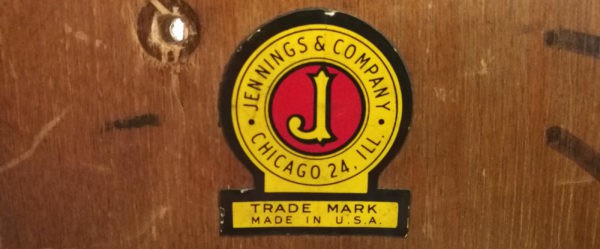 JENNINGS & COMPANY
J
CHICAGO 24, ILL.
TRADE MARK
MADE IN U.S.A.